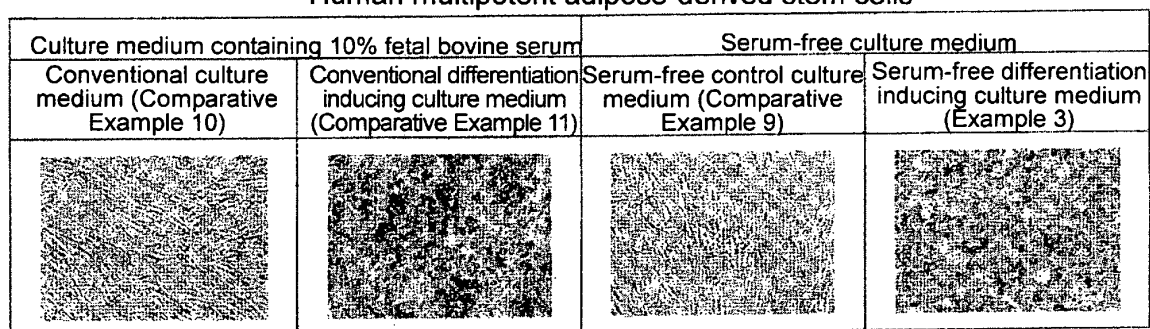 Human multipotent adipose-derived stem cells
Culture medium containing 10% fetal bovine serum
Serum-free culture medium
Conventional culture
medium (Comparative
Example 10)
Conventional differentiation
inducing culture medium
(Comparative Example 11)
Serum-free control culture
medium (Comparative
Example 9)
Serum-free differentiation
inducing culture medium
(Example 3)